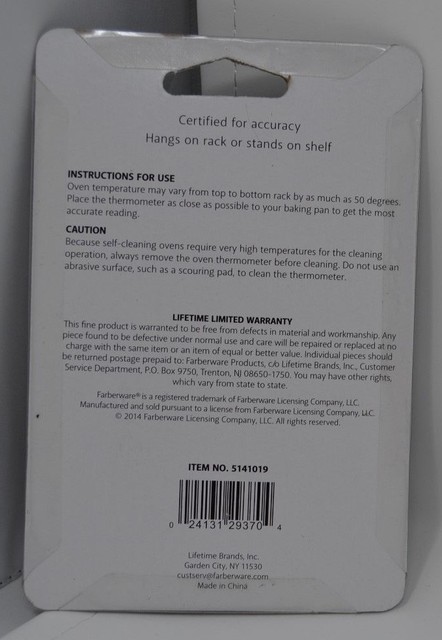 Certified for accuracy
Hangs on rack or stands on shelf
INSTRUCTIONS FOR USE
Oven temperature may vary from top to bottom rack by as much as 50 degrees.
Place the thermometer as close as possible to your baking pan to get the most
accurate reading.
CAUTION
Because self-cleaning ovens require very high temperatures for the cleaning
operation, always remove the oven thermometer before cleaning. Do not use an
abrasive surface, such as a scouring pad, to clean the thermometer.
LIFETIME LIMITED WARRANTY
This fine product is warranted to be free from defects in material and workmanship. Any
piece found to be defective under normal use and care will be repaired or replaced at no
charge with the same item or an item of equal or better value. Individual pieces should
be returned postage prepaid to: Farberware Products, c/o Lifetime Brands, Inc., Customer
Service Department, P.O. Box 9750, Trenton, NJ 08650-1750. You may have other rights,
which vary from state to state.
Farberware® is a registered trademark of Farberware Licensing Company, LLC.
Manufactured and sold pursuant to a license from Farberware Licensing Company, LLC.
© 2014 Farberware Licensing Company, LLC. All rights reserved.
ITEM NO. 5141019
0 24131 29370 4
Lifetime Brands, Inc.
Garden City, NY 11530
custserv@farberware.com
Made in China